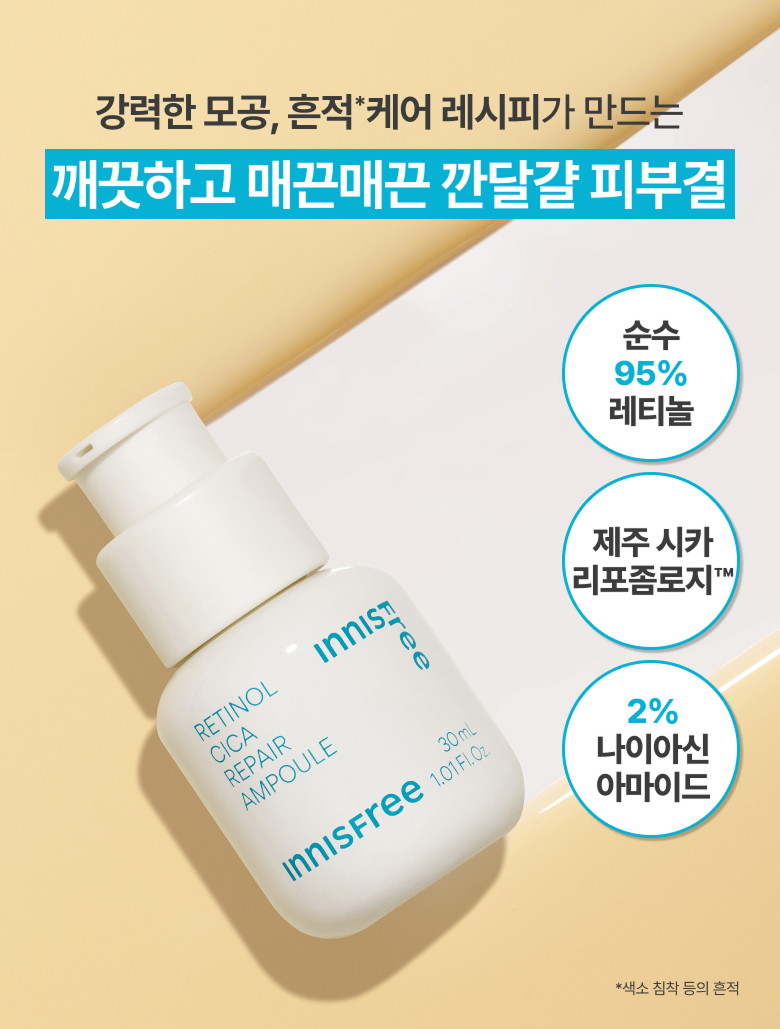 강력한 모공, 흔적*케어 레시피가 만드는
깨끗하고 매끈매끈 깐달걀 피부결
순수
95%
레티놀
제주 시카
리포좀로지™
2%
나이아신
아마이드
innisfree
RETINOL
CICA
REPAIR
AMPOULE
30 mL
1.01 Fl. Oz.
innisfree
*색소 침착 등의 흔적